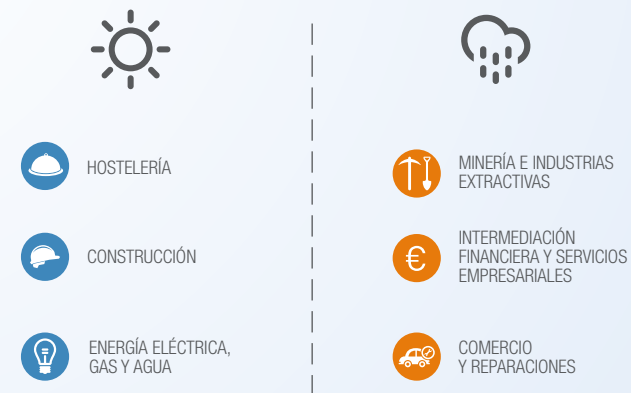 HOSTELERÍA
CONSTRUCCIÓN
ENERGÍA ELÉCTRICA,
GAS Y AGUA
MINERÍA E INDUSTRIAS
EXTRACTIVAS
€
INTERMEDIACIÓN
FINANCIERA Y SERVICIOS
EMPRESARIALES
COMERCIO
Y REPARACIONES